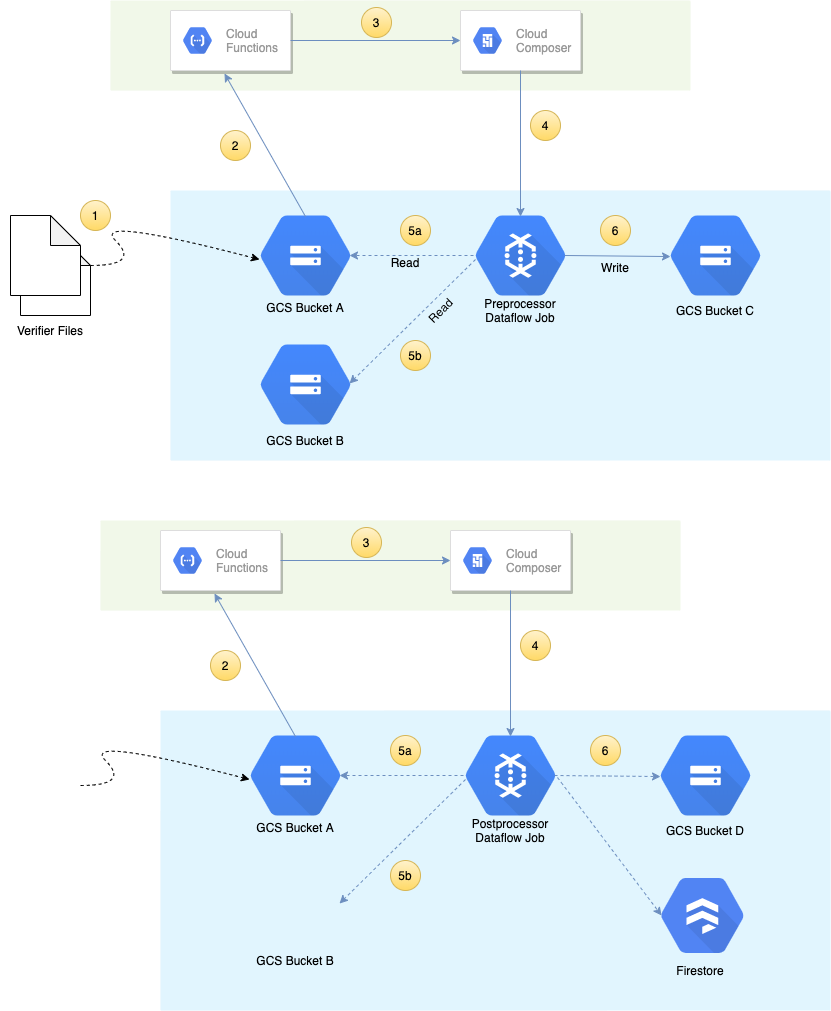 3
Cloud
Functions
Cloud
Composer
2
4
1
5a
6
Read
Write
Verifier Files
GCS Bucket A
Preprocessor
Dataflow Job
GCS Bucket C
Read
5b
GCS Bucket B
3
Cloud
Functions
Cloud
Composer
2
4
5a
6
GCS Bucket A
Postprocessor
Dataflow Job
GCS Bucket D
5b
GCS Bucket B
Firestore